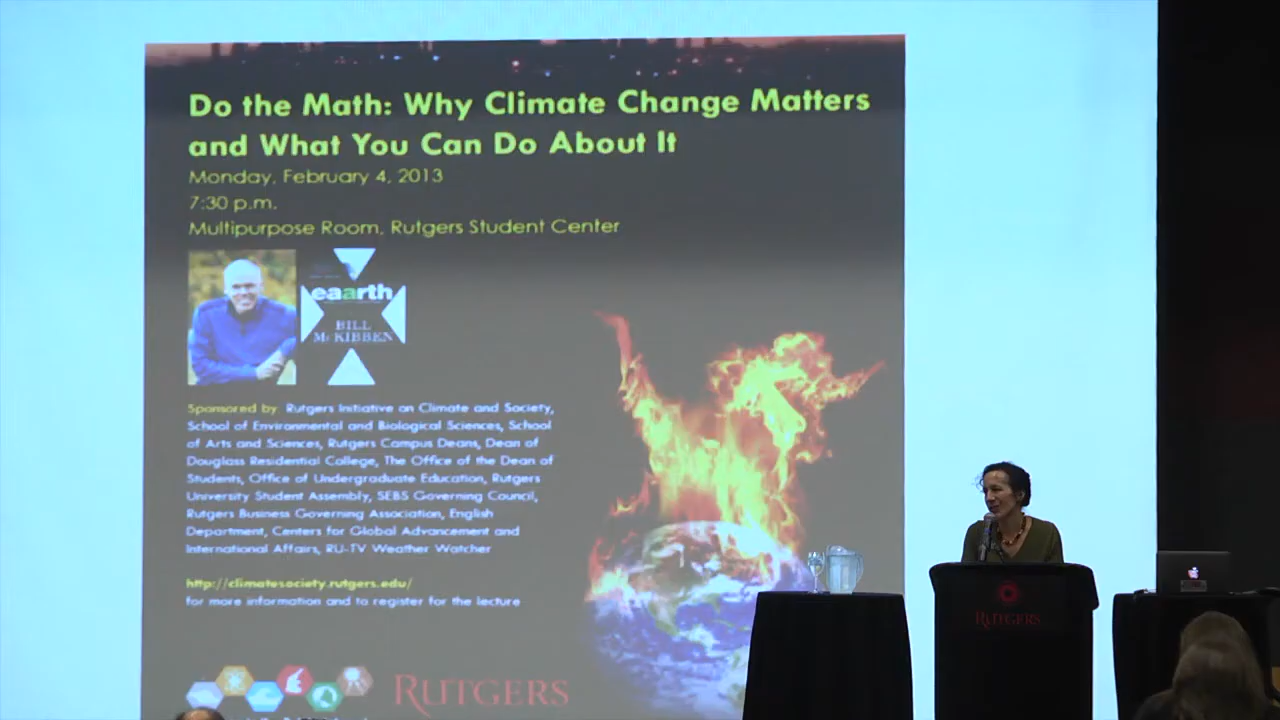 Do the Math: Why Climate Change Matters
and What You Can Do About It
Monday, February 4, 2013
7:30 p.m.
Multipurpose Room, Rutgers Student Center
eaarth
BILL
McKIBBEN
Sponsored by: Rutgers Initiative on Climate and Society,
School of Environmental and Biological Sciences, School
of Arts and Sciences, Rutgers Campus Deans, Dean of
Douglass Residential College, The Office of the Dean of
Students, Office of Undergraduate Education, Rutgers
University Student Assembly, SEBS Governing Council,
Rutgers Business Governing Association, English
Department, Centers for Global Advancement and
International Affairs, RU-TV Weather Watcher
http://climatesociety.rutgers.edu/
for more information and to register for the lecture
RUTGERS
RUTGERS